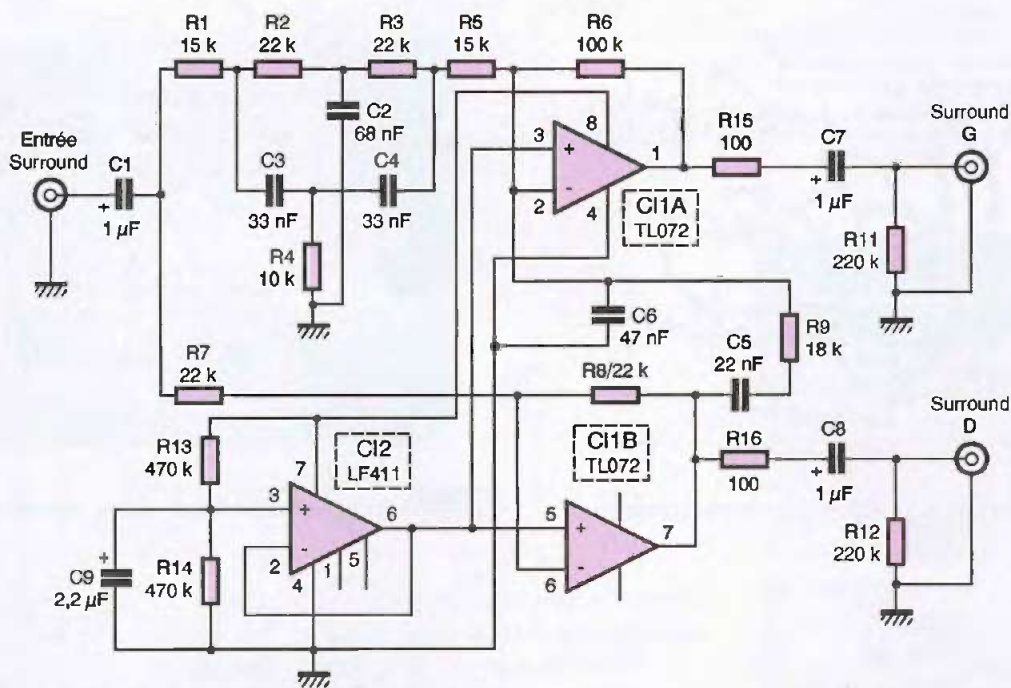 R1
15 k
R2
22 k
R3
22 k
R5
15 k
R6
100 k
C2
68 nF
Entrée
Surround
C1
+
1 µF
C3
33 nF
C4
33 nF
R4
10 k
3
+
8
1
-
2
4
CI1A
TL072
R15
100
C7
+
1 µF
Surround
G
R11
220 k
C6
47 nF
R9
18 k
C5
22 nF
R7
22 k
R8/22 k
R13
470 k
7
CI2
LF411
3
+
6
-
2
4
1
5
CI1B
TL072
5
+
7
-
6
R16
100
C8
+
1 µF
Surround
D
R12
220 k
+
C9
2,2 µF
R14
470 k